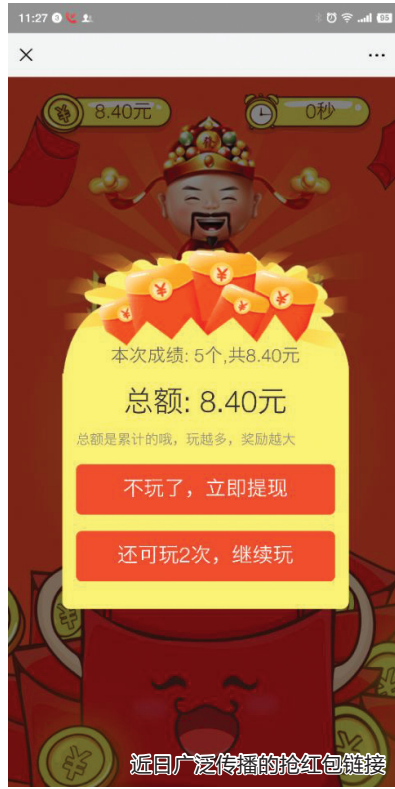 11:27
95
8.40元
0秒
本次成绩: 5个,共8.40元
总额: 8.40元
总额是累计的哦，玩越多，奖励越大
不玩了，立即提现
还可玩2次，继续玩
近日广泛传播的抢红包链接